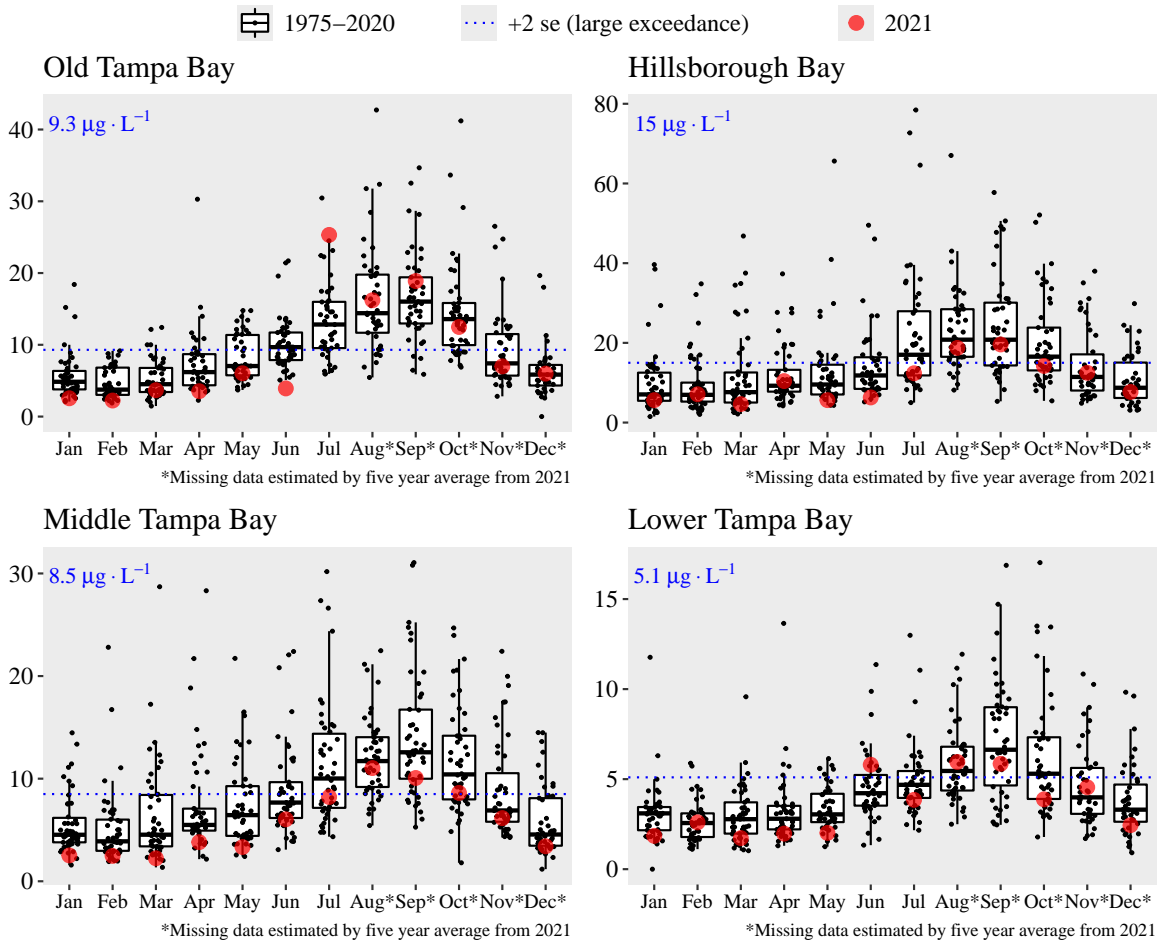 1975–2020 +2 se (large exceedance) 2021
Old Tampa Bay
9.3 µg · L⁻¹
40
30
20
10
0
Jan Feb Mar Apr May Jun Jul Aug* Sep* Oct* Nov* Dec*
*Missing data estimated by five year average from 2021
Hillsborough Bay
15 µg · L⁻¹
80
60
40
20
0
Jan Feb Mar Apr May Jun Jul Aug* Sep* Oct* Nov* Dec*
*Missing data estimated by five year average from 2021
Middle Tampa Bay
8.5 µg · L⁻¹
30
20
10
0
Jan Feb Mar Apr May Jun Jul Aug* Sep* Oct* Nov* Dec*
*Missing data estimated by five year average from 2021
Lower Tampa Bay
5.1 µg · L⁻¹
15
10
5
0
Jan Feb Mar Apr May Jun Jul Aug* Sep* Oct* Nov* Dec*
*Missing data estimated by five year average from 2021